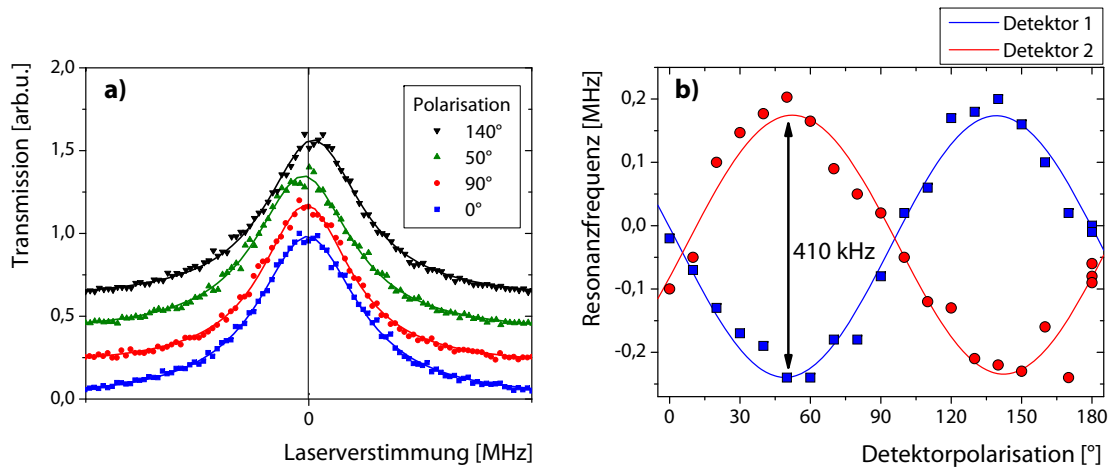 a)
Transmission [arb.u.]
2,0
1,5
1,0
0,5
0,0
Polarisation
140°
50°
90°
0°
0
Laserverstimmung [MHz]
Detektor 1
Detektor 2
b)
Resonanzfrequenz [MHz]
0,2
0,1
0,0
-0,1
-0,2
410 kHz
0 30 60 90 120 150 180
Detektorpolarisation [°]